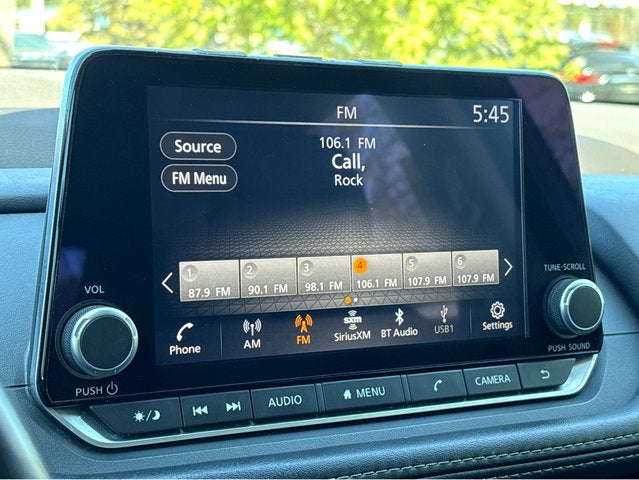 FM
5:45
Source
106.1 FM
Call,
FM Menu
Rock
1 2 3 4 5 6
87.9 FM 90.1 FM 98.1 FM 106.1 FM 107.9 FM 107.9 FM
VOL
TUNE·SCROLL
Phone
AM
FM
sxm
SiriusXM
BT Audio
USB1
Settings
PUSH
PUSH SOUND
AUDIO
MENU
CAMERA